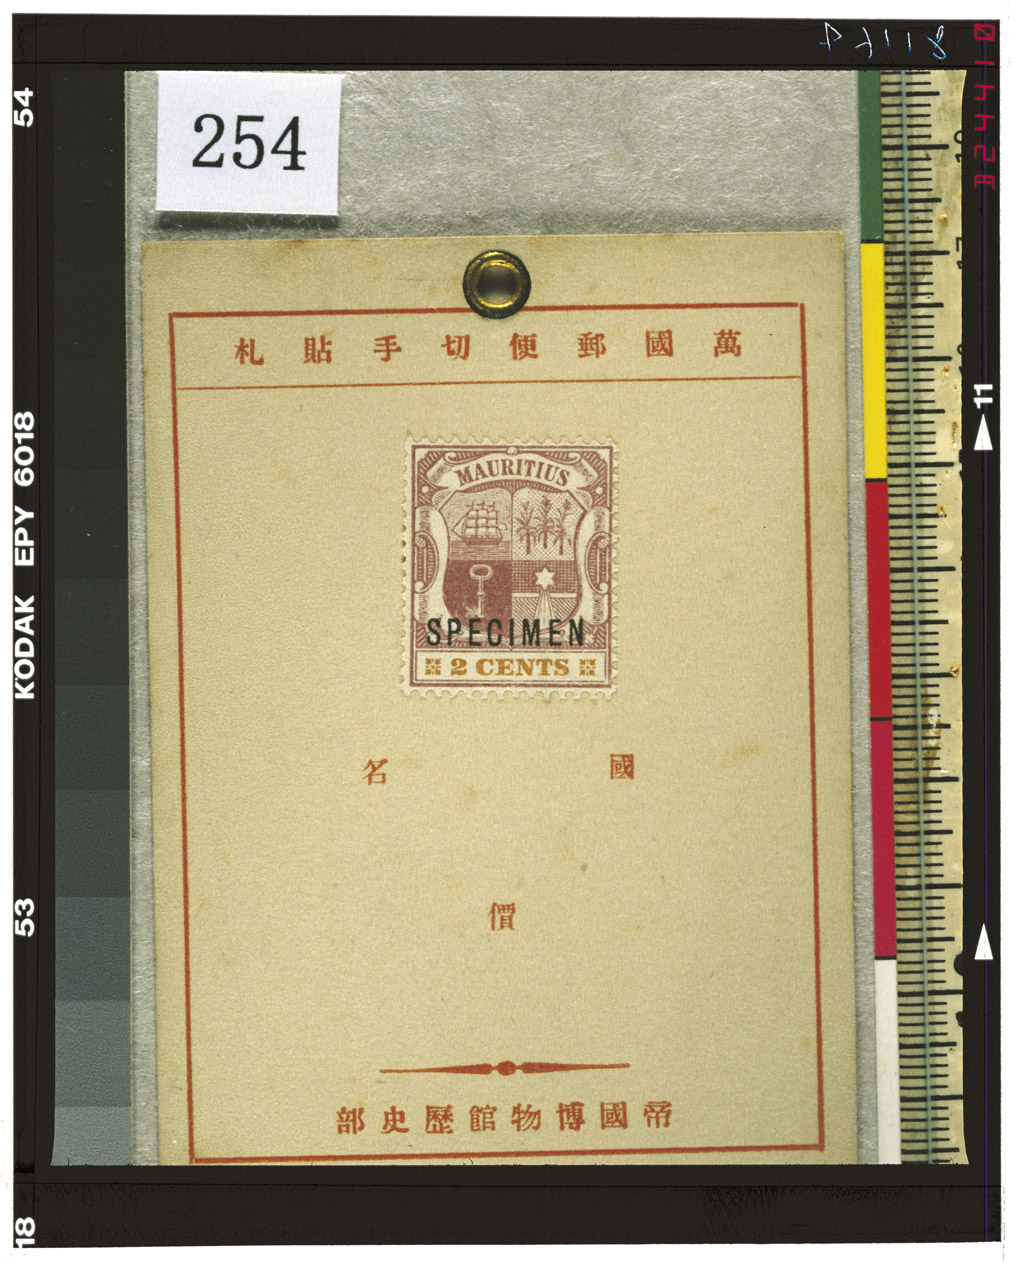 254
萬國郵便切手貼札
MAURITIUS
SPECIMEN
2 CENTS
國名
價
帝國博物館歷史部
54
KODAK EPY 6018
53
18
11